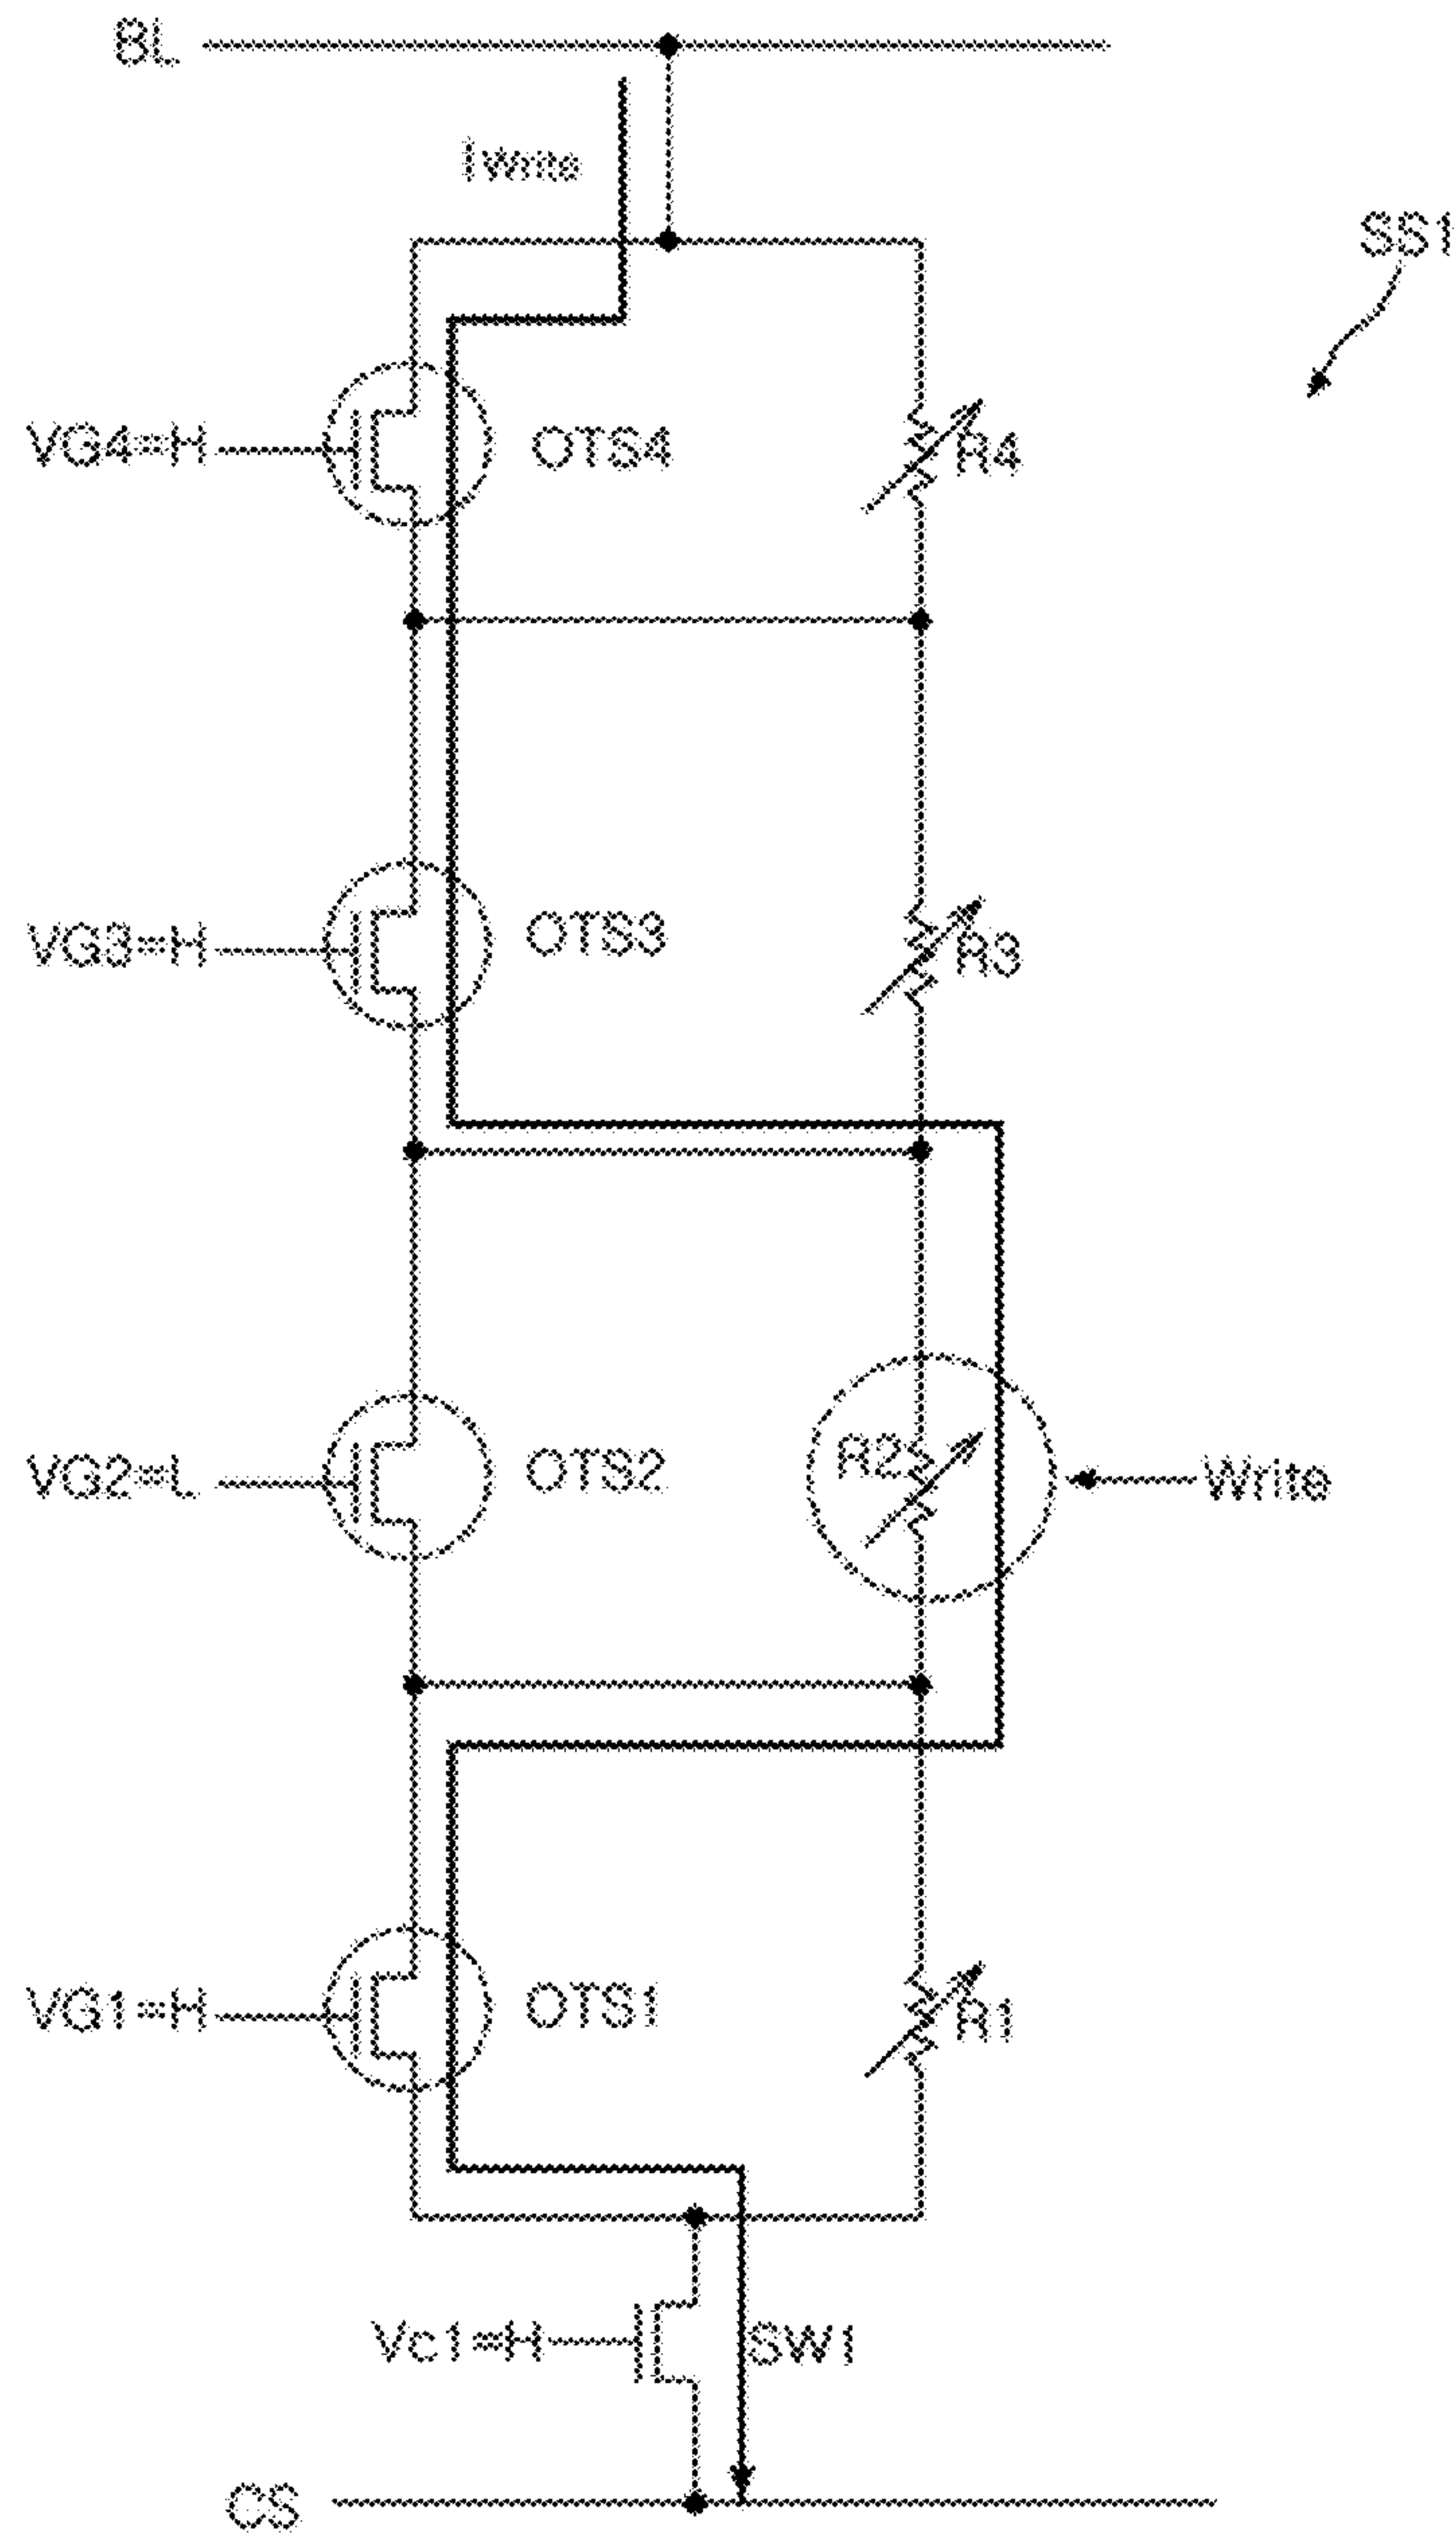 BL
Iwrite
SS1
VG4=H
OTS4
R4
VG3=H
OTS3
R3
VG2=L
OTS2
R2
Write
VG1=H
OTS1
R1
Vc1=H
SW1
CS